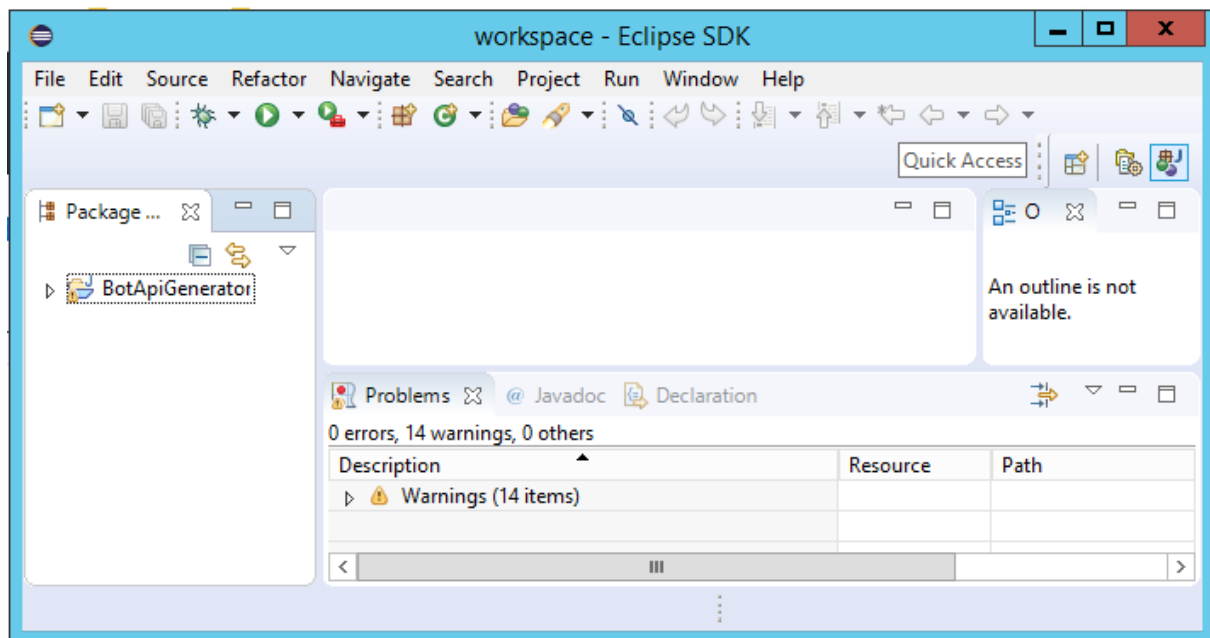 workspace - Eclipse SDK
File Edit Source Refactor Navigate Search Project Run Window Help
Quick Access
Package ...
O
BotApiGenerator
An outline is not
available.
Problems @ Javadoc Declaration
0 errors, 14 warnings, 0 others
Description Resource Path
Warnings (14 items)